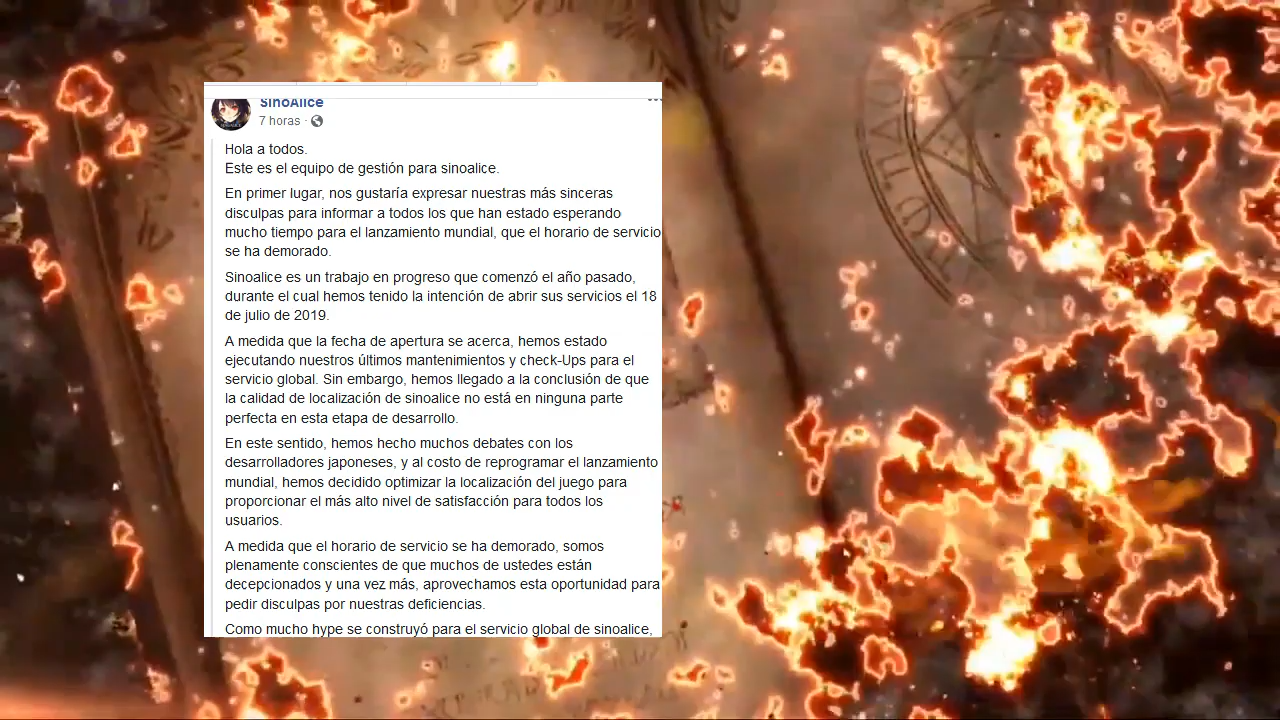 SinoAlice
7 horas ·
Hola a todos.
Este es el equipo de gestión para sinoalice.
En primer lugar, nos gustaría expresar nuestras más sinceras
disculpas para informar a todos los que han estado esperando
mucho tiempo para el lanzamiento mundial, que el horario de servicio
se ha demorado.
Sinoalice es un trabajo en progreso que comenzó el año pasado,
durante el cual hemos tenido la intención de abrir sus servicios el 18
de julio de 2019.
A medida que la fecha de apertura se acerca, hemos estado
ejecutando nuestros últimos mantenimientos y check-Ups para el
servicio global. Sin embargo, hemos llegado a la conclusión de que
la calidad de localización de sinoalice no está en ninguna parte
perfecta en esta etapa de desarrollo.
En este sentido, hemos hecho muchos debates con los
desarrolladores japoneses, y al costo de reprogramar el lanzamiento
mundial, hemos decidido optimizar la localización del juego para
proporcionar el más alto nivel de satisfacción para todos los
usuarios.
A medida que el horario de servicio se ha demorado, somos
plenamente conscientes de que muchos de ustedes están
decepcionados y una vez más, aprovechamos esta oportunidad para
pedir disculpas por nuestras deficiencias.
Como mucho hype se construyó para el servicio global de sinoalice,